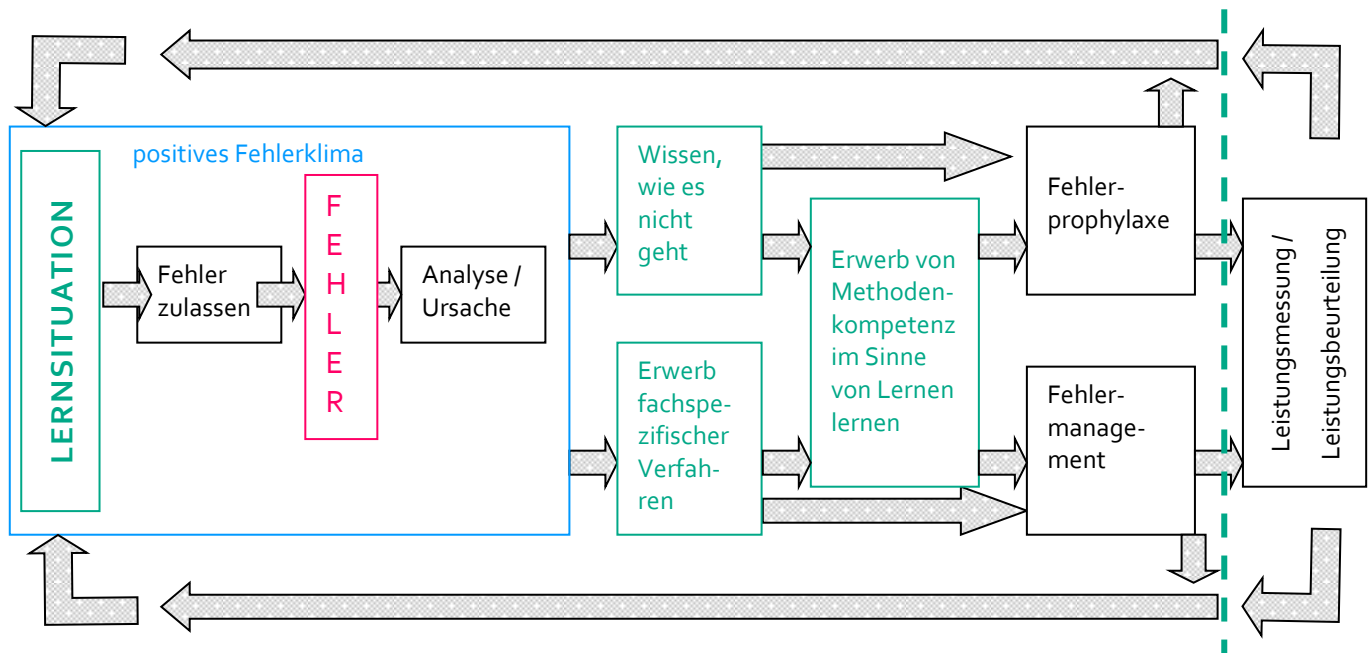 positives Fehlerklima
LERNSITUATION
Fehler
zulassen
F
E
H
L
E
R
Analyse /
Ursache
Wissen,
wie es
nicht
geht
Erwerb
fachspe-
zifischer
Verfah-
ren
Erwerb von
Methoden-
kompetenz
im Sinne
von Lernen
lernen
Fehler-
prophylaxe
Fehler-
manage-
ment
Leistungsmessung /
Leistungsbeurteilung